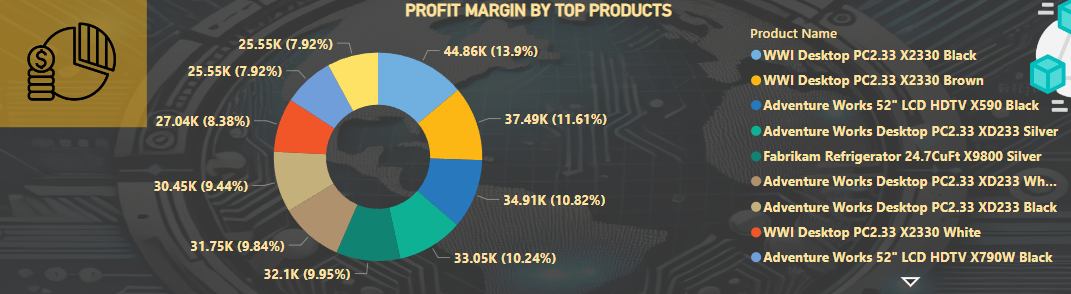 PROFIT MARGIN BY TOP PRODUCTS
$
25.55K (7.92%)
44.86K (13.9%)
25.55K (7.92%)
37.49K (11.61%)
27.04K (8.38%)
30.45K (9.44%)
34.91K (10.82%)
31.75K (9.84%)
33.05K (10.24%)
32.1K (9.95%)
Product Name
WWI Desktop PC2.33 X2330 Black
WWI Desktop PC2.33 X2330 Brown
Adventure Works 52" LCD HDTV X590 Black
Adventure Works Desktop PC2.33 XD233 Silver
Fabrikam Refrigerator 24.7CuFt X9800 Silver
Adventure Works Desktop PC2.33 XD233 Wh...
Adventure Works Desktop PC2.33 XD233 Black
WWI Desktop PC2.33 X2330 White
Adventure Works 52" LCD HDTV X790W Black